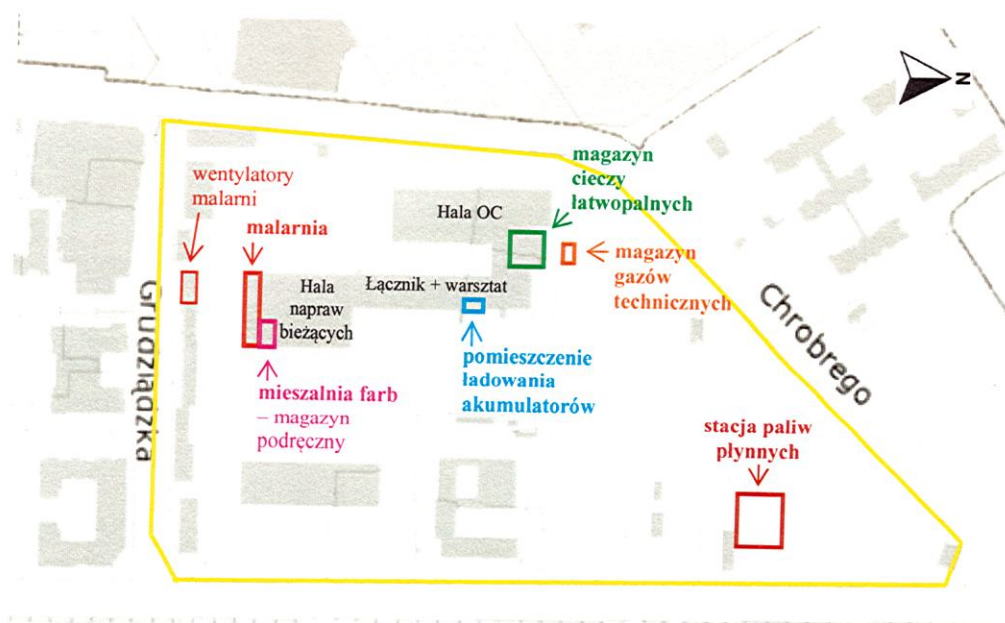 N
magazyn
cieczy
łatwopalnych
wentylatory
malarni
malarnia
Hala OC
magazyn
gazów
technicznych
Łącznik + warsztat
Hala
napraw
bieżących
Grudziądzka
Chrobrego
mieszalnia farb
– magazyn
podręczny
pomieszczenie
ładowania
akumulatorów
stacja paliw
płynnych